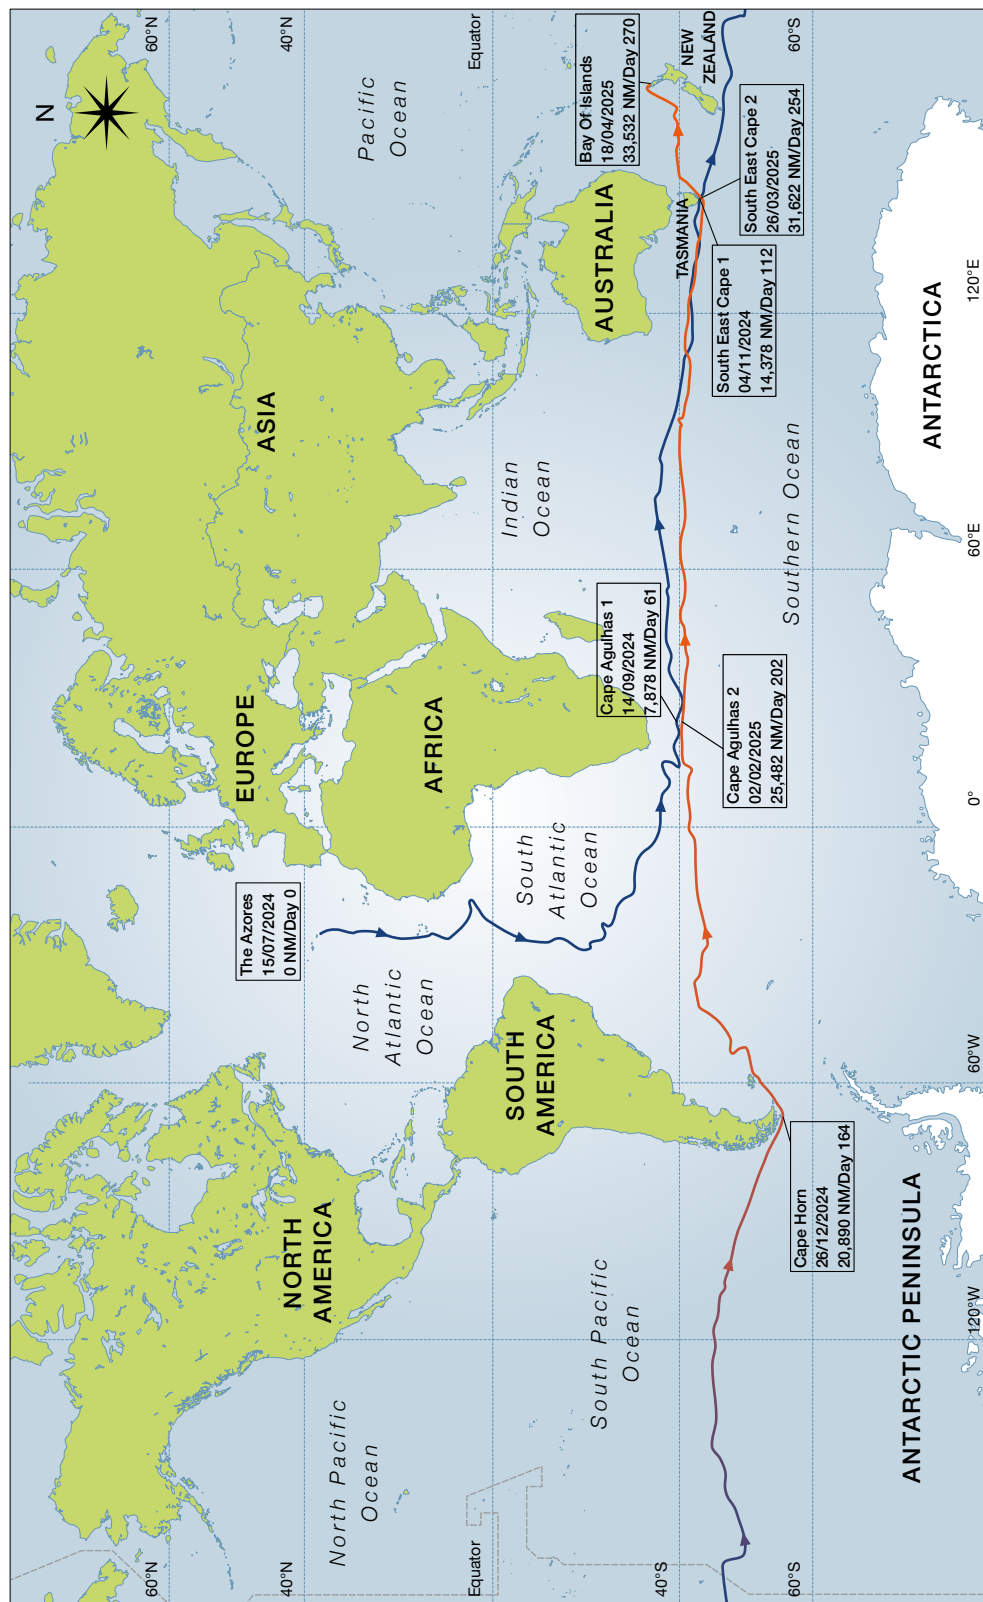 N
60°N
60°N
40°N
40°N
Equator
Equator
40°S
60°S
60°S
120°W
60°W
0°
60°E
120°E
North Pacific
Ocean
NORTH
AMERICA
North
Atlantic
Ocean
The Azores
15/07/2024
0 NM/Day 0
EUROPE
ASIA
Pacific
Ocean
AFRICA
SOUTH
AMERICA
South
Atlantic
Ocean
Indian
Ocean
South Pacific
Ocean
Cape Agulhas 1
14/09/2024
7,878 NM/Day 61
AUSTRALIA
Bay Of Islands
18/04/2025
33,532 NM/Day 270
NEW
ZEALAND
TASMANIA
Cape Agulhas 2
02/02/2025
25,482 NM/Day 202
South East Cape 1
04/11/2024
14,378 NM/Day 112
South East Cape 2
26/03/2025
31,622 NM/Day 254
Cape Horn
26/12/2024
20,890 NM/Day 164
Southern Ocean
ANTARCTIC PENINSULA
ANTARCTICA